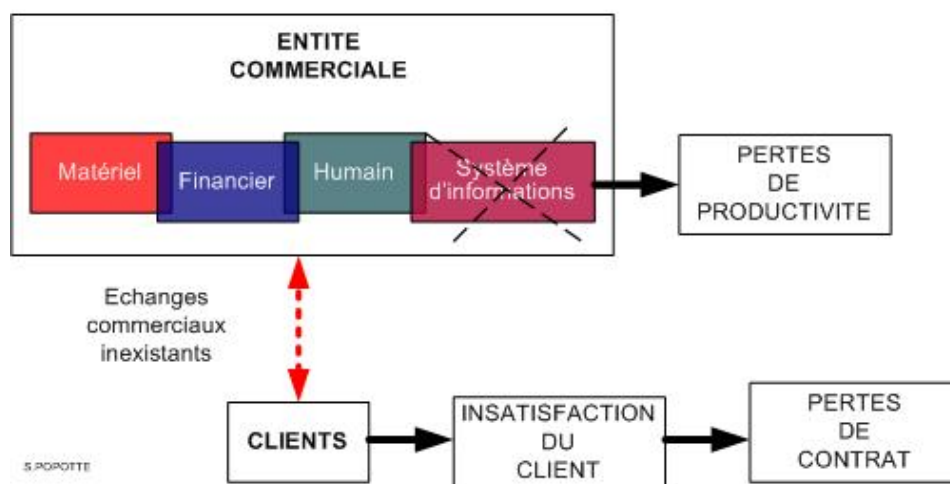 ENTITE
COMMERCIALE
Matériel
Financier
Humain
Système
d'informations
PERTES
DE
PRODUCTIVITE
Echanges
commerciaux
inexistants
CLIENTS
INSATISFACTION
DU
CLIENT
PERTES
DE
CONTRAT
S.POPOTTE